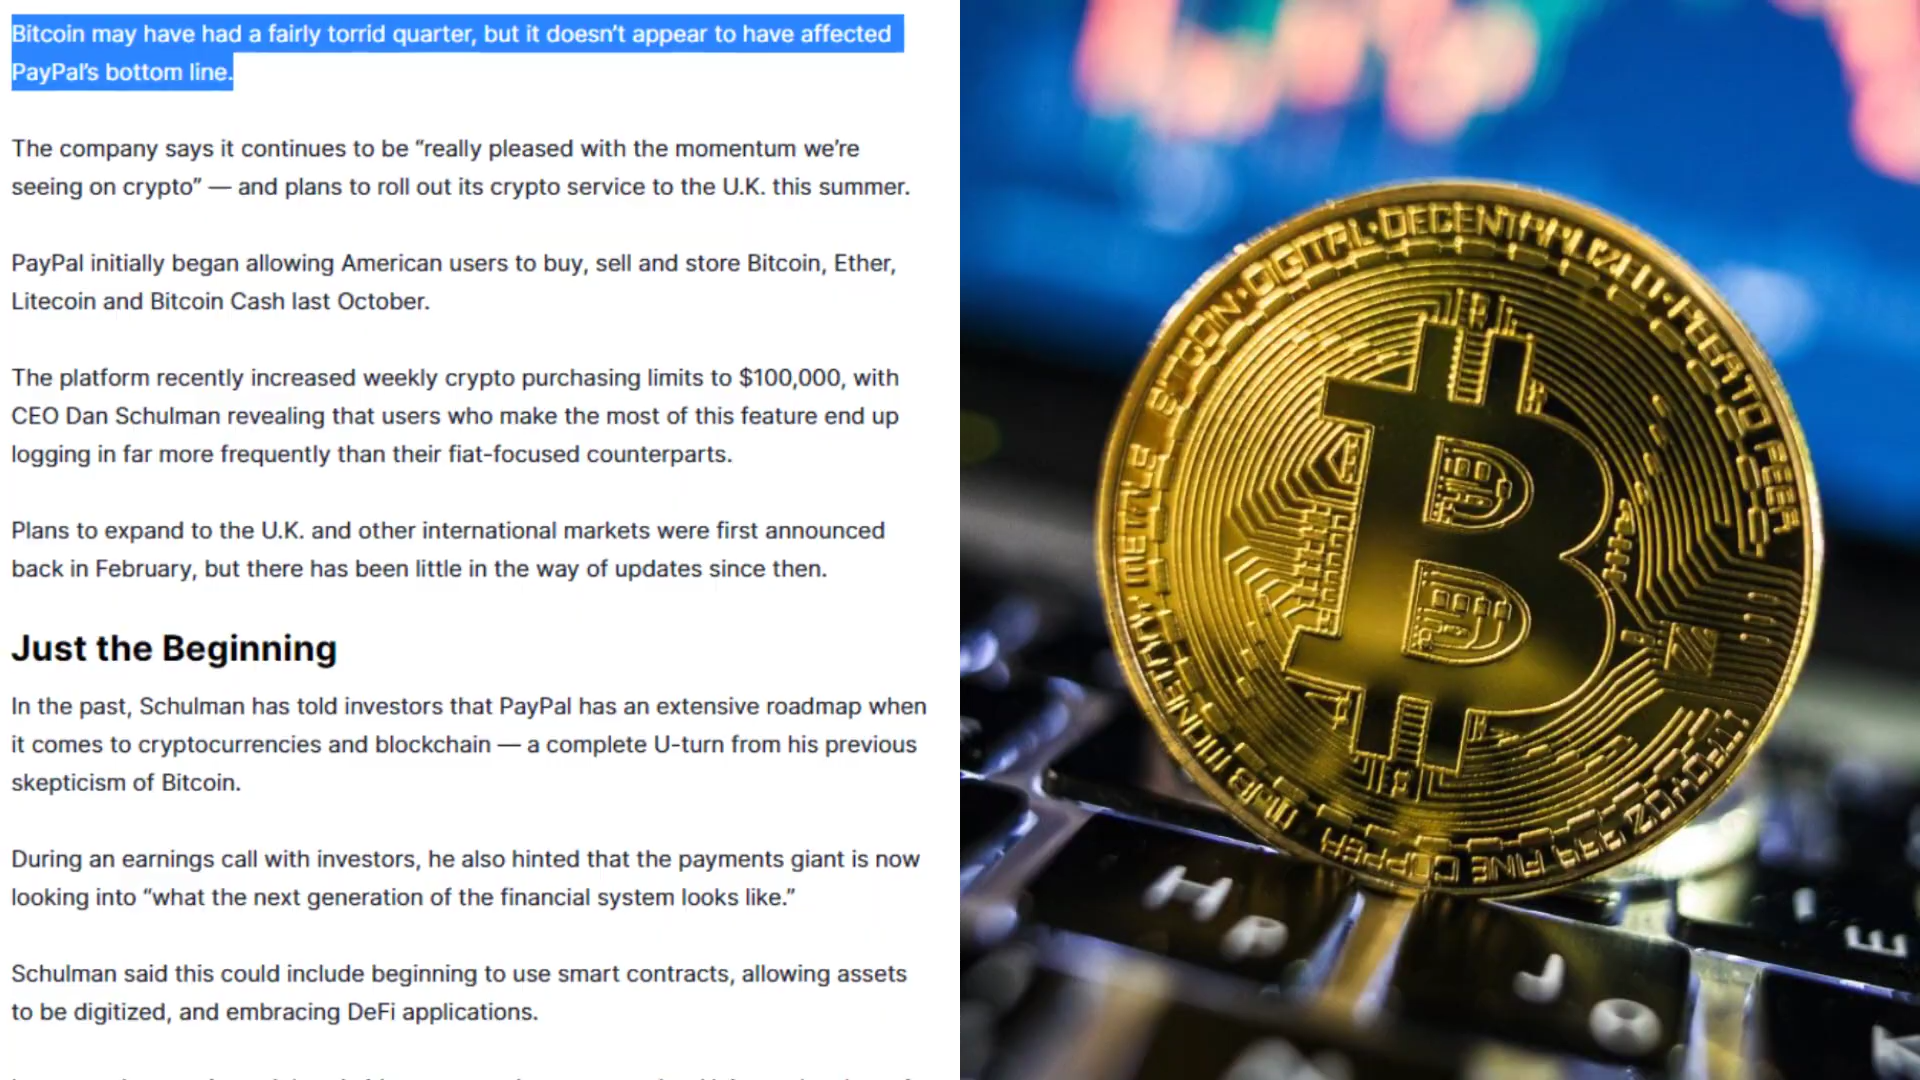 Bitcoin may have had a fairly torrid quarter, but it doesn’t appear to have affected
PayPal’s bottom line.
The company says it continues to be “really pleased with the momentum we’re
seeing on crypto” — and plans to roll out its crypto service to the U.K. this summer.
PayPal initially began allowing American users to buy, sell and store Bitcoin, Ether,
Litecoin and Bitcoin Cash last October.
The platform recently increased weekly crypto purchasing limits to $100,000, with
CEO Dan Schulman revealing that users who make the most of this feature end up
logging in far more frequently than their fiat-focused counterparts.
Plans to expand to the U.K. and other international markets were first announced
back in February, but there has been little in the way of updates since then.
Just the Beginning
In the past, Schulman has told investors that PayPal has an extensive roadmap when
it comes to cryptocurrencies and blockchain — a complete U-turn from his previous
skepticism of Bitcoin.
During an earnings call with investors, he also hinted that the payments giant is now
looking into “what the next generation of the financial system looks like.”
Schulman said this could include beginning to use smart contracts, allowing assets
to be digitized, and embracing DeFi applications.
BITCOIN·DIGITAL·DECENTRALIZED·PEER TO PEER
FINE COPPER
H
J
E